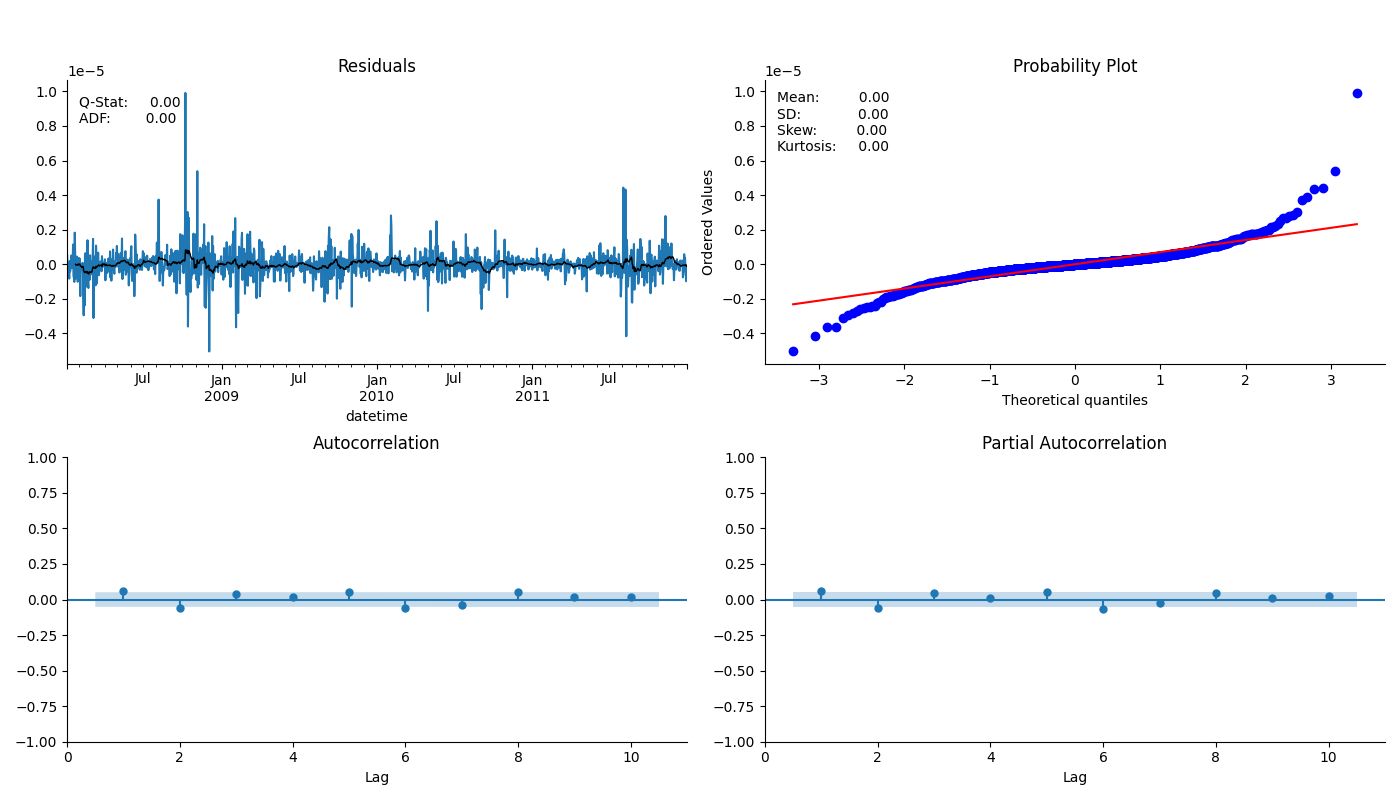 Residuals
1e−5
Q-Stat: 0.00
ADF: 0.00
1.0
0.8
0.6
0.4
0.2
0.0
−0.2
−0.4
Jul
Jan
2009
Jul
Jan
2010
Jul
Jan
2011
Jul
datetime
Probability Plot
1e−5
Mean: 0.00
SD: 0.00
Skew: 0.00
Kurtosis: 0.00
Ordered Values
1.0
0.8
0.6
0.4
0.2
0.0
−0.2
−0.4
−3 −2 −1 0 1 2 3
Theoretical quantiles
Autocorrelation
1.00
0.75
0.50
0.25
0.00
−0.25
−0.50
−0.75
−1.00
0 2 4 6 8 10
Lag
Partial Autocorrelation
1.00
0.75
0.50
0.25
0.00
−0.25
−0.50
−0.75
−1.00
0 2 4 6 8 10
Lag